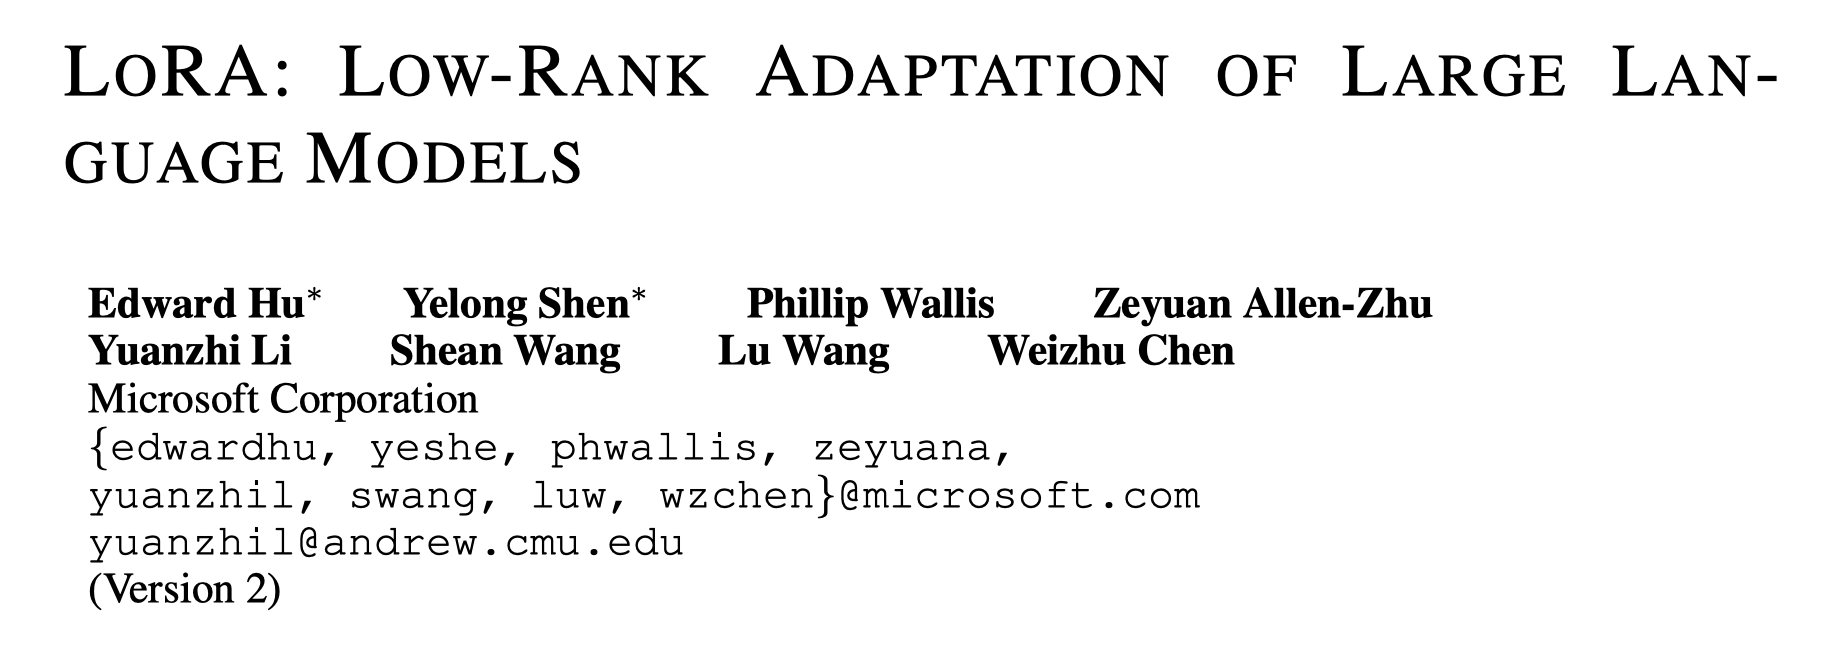 LoRA: Low-Rank Adaptation of Large Lan-
guage Models
Edward Hu* Yelong Shen* Phillip Wallis Zeyuan Allen-Zhu
Yuanzhi Li Shean Wang Lu Wang Weizhu Chen
Microsoft Corporation
{edwardhu, yeshe, phwallis, zeyuana,
yuanzhil, swang, luw, wzchen}@microsoft.com
yuanzhil@andrew.cmu.edu
(Version 2)